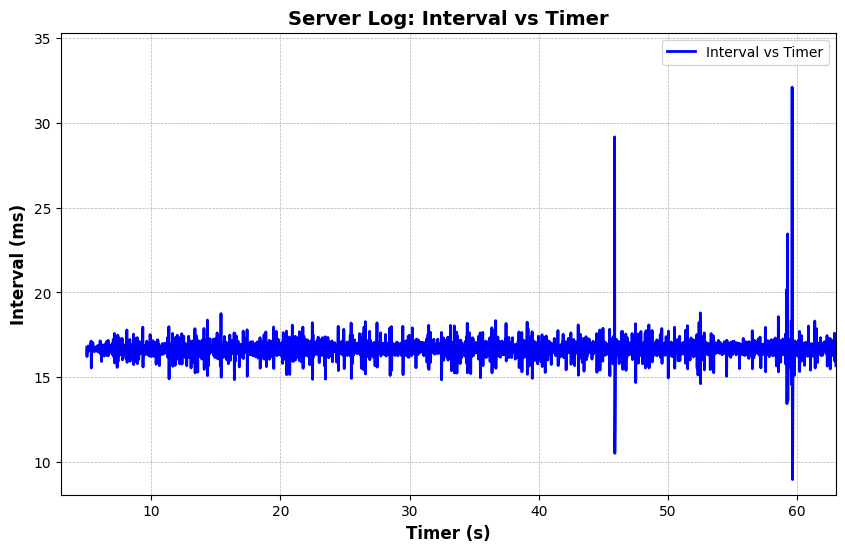 Server Log: Interval vs Timer
Interval vs Timer
Interval (ms)
35
30
25
20
15
10
10 20 30 40 50 60
Timer (s)